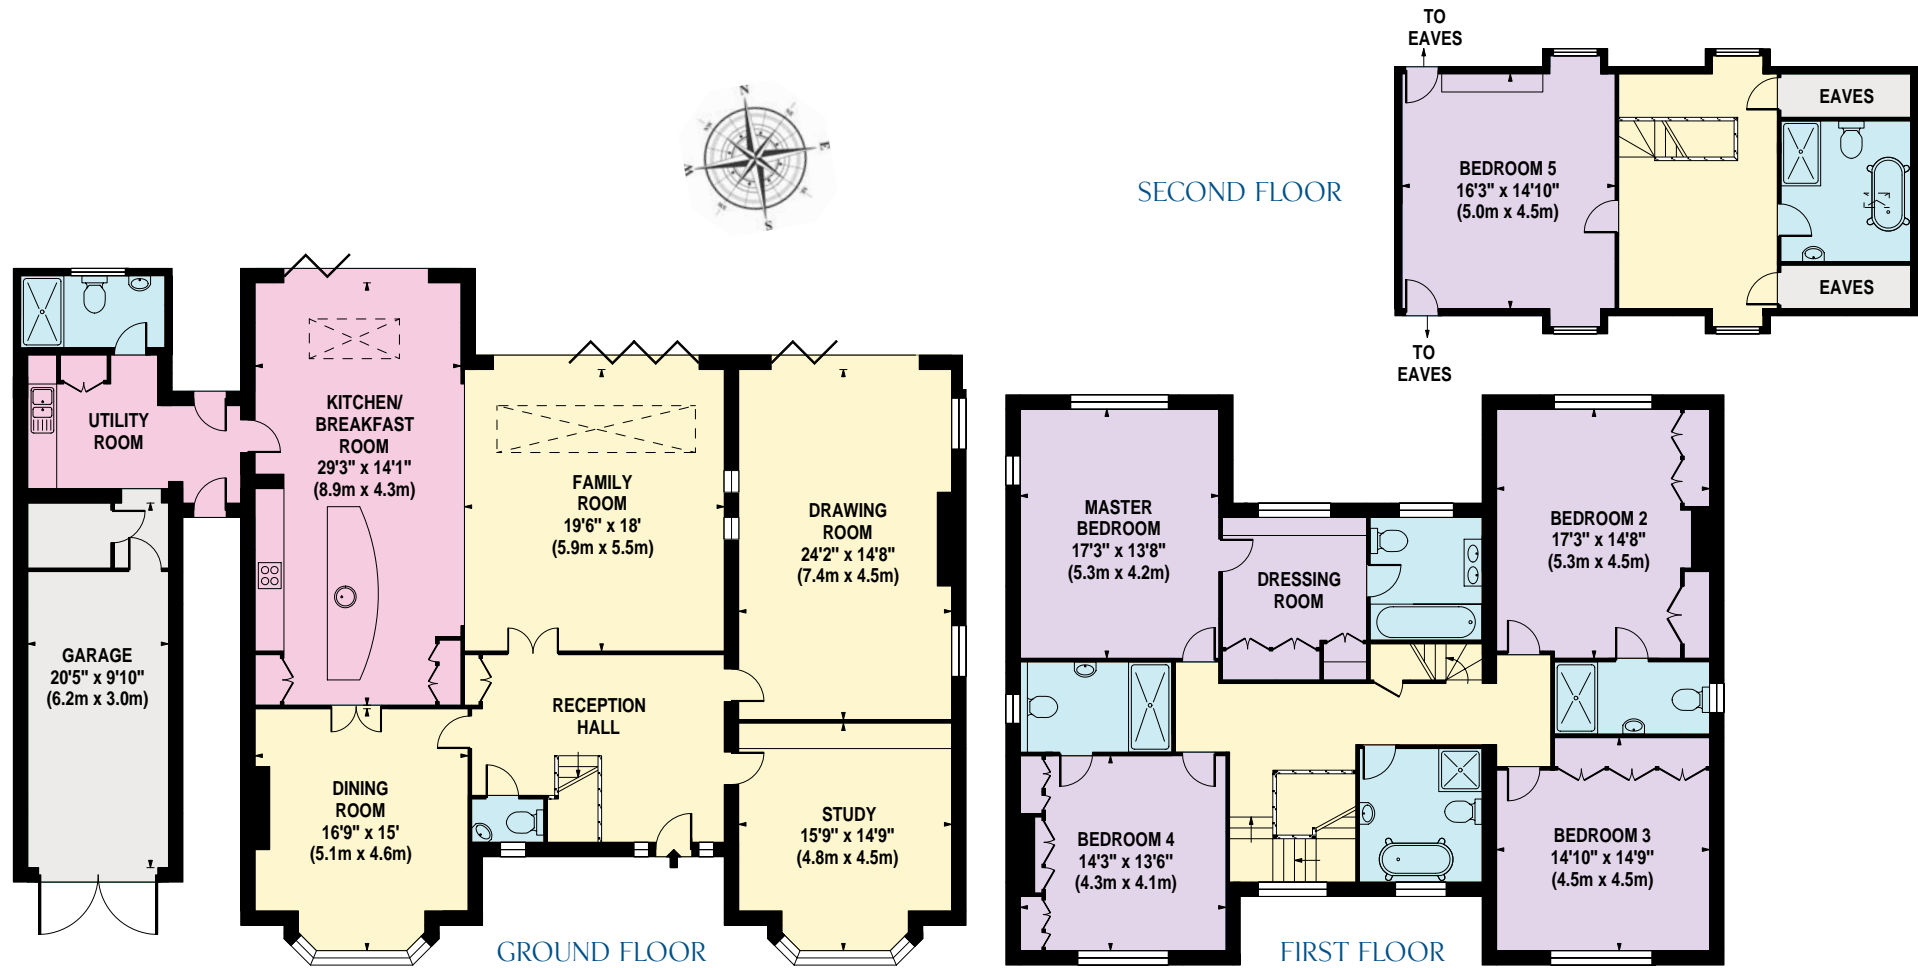 TO
EAVES
EAVES
BEDROOM 5
16'3" x 14'10"
(5.0m x 4.5m)
SECOND FLOOR
EAVES
TO
EAVES
N
E
S
W
KITCHEN/
BREAKFAST
ROOM
29'3" x 14'1"
(8.9m x 4.3m)
UTILITY
ROOM
FAMILY
ROOM
19'6" x 18'
(5.9m x 5.5m)
DRAWING
ROOM
24'2" x 14'8"
(7.4m x 4.5m)
GARAGE
20'5" x 9'10"
(6.2m x 3.0m)
RECEPTION
HALL
DINING
ROOM
16'9" x 15'
(5.1m x 4.6m)
STUDY
15'9" x 14'9"
(4.8m x 4.5m)
GROUND FLOOR
MASTER
BEDROOM
17'3" x 13'8"
(5.3m x 4.2m)
DRESSING
ROOM
BEDROOM 2
17'3" x 14'8"
(5.3m x 4.5m)
BEDROOM 4
14'3" x 13'6"
(4.3m x 4.1m)
BEDROOM 3
14'10" x 14'9"
(4.5m x 4.5m)
FIRST FLOOR